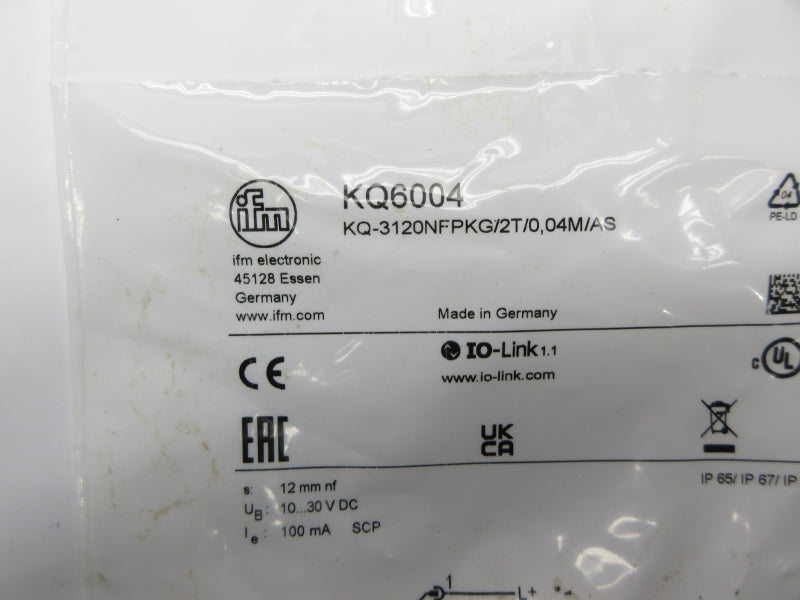 ifm
KQ6004
KQ-3120NFPKG/2T/0,04M/AS
04
PE-LD
ifm electronic
45128 Essen
Germany
www.ifm.com
Made in Germany
IO-Link 1.1
www.io-link.com
CE
c UL
EAC
UK
CA
s: 12 mm nf
IP 65/ IP 67/ IP
UB: 10...30 V DC
Ie: 100 mA SCP
1 L+